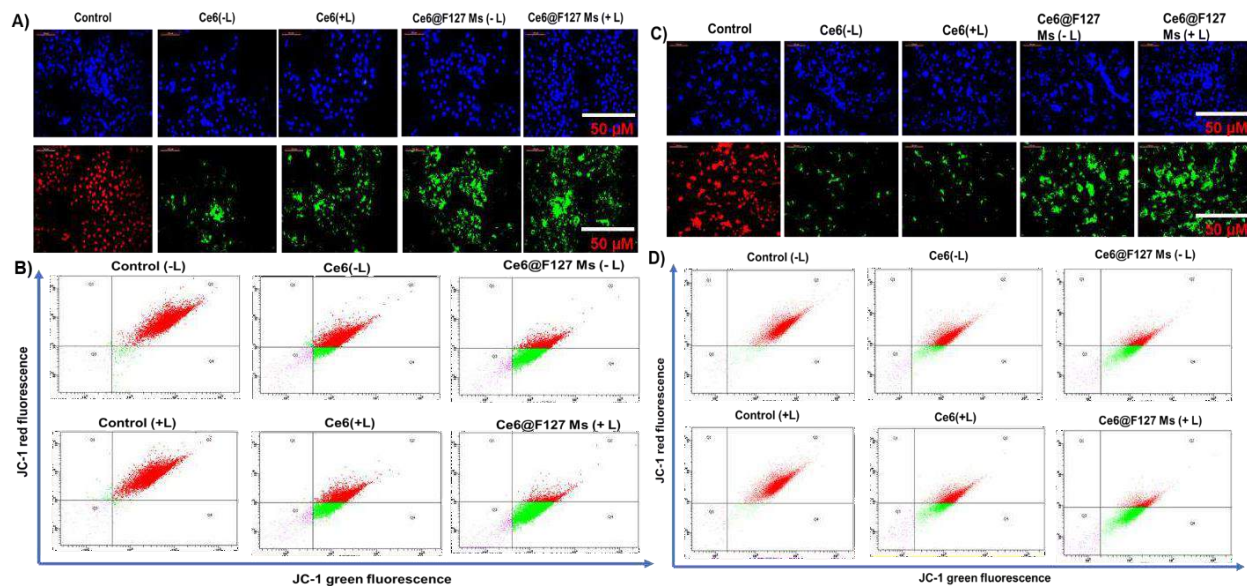 A)
Control
Ce6(-L)
Ce6(+L)
Ce6@F127 Ms (- L)
Ce6@F127 Ms (+ L)
50 µM
50 µM
B)
Control (-L)
Ce6(-L)
Ce6@F127 Ms (- L)
Control (+L)
Ce6(+L)
Ce6@F127 Ms (+ L)
JC-1 red fluorescence
JC-1 green fluorescence
C)
Control
Ce6(-L)
Ce6(+L)
Ce6@F127
Ms (- L)
Ce6@F127
Ms (+ L)
50 µM
50 µM
D)
Control (-L)
Ce6(-L)
Ce6@F127 Ms (- L)
Control (+L)
Ce6(+L)
Ce6@F127 Ms (+ L)
JC-1 red fluorescence
JC-1 green fluorescence